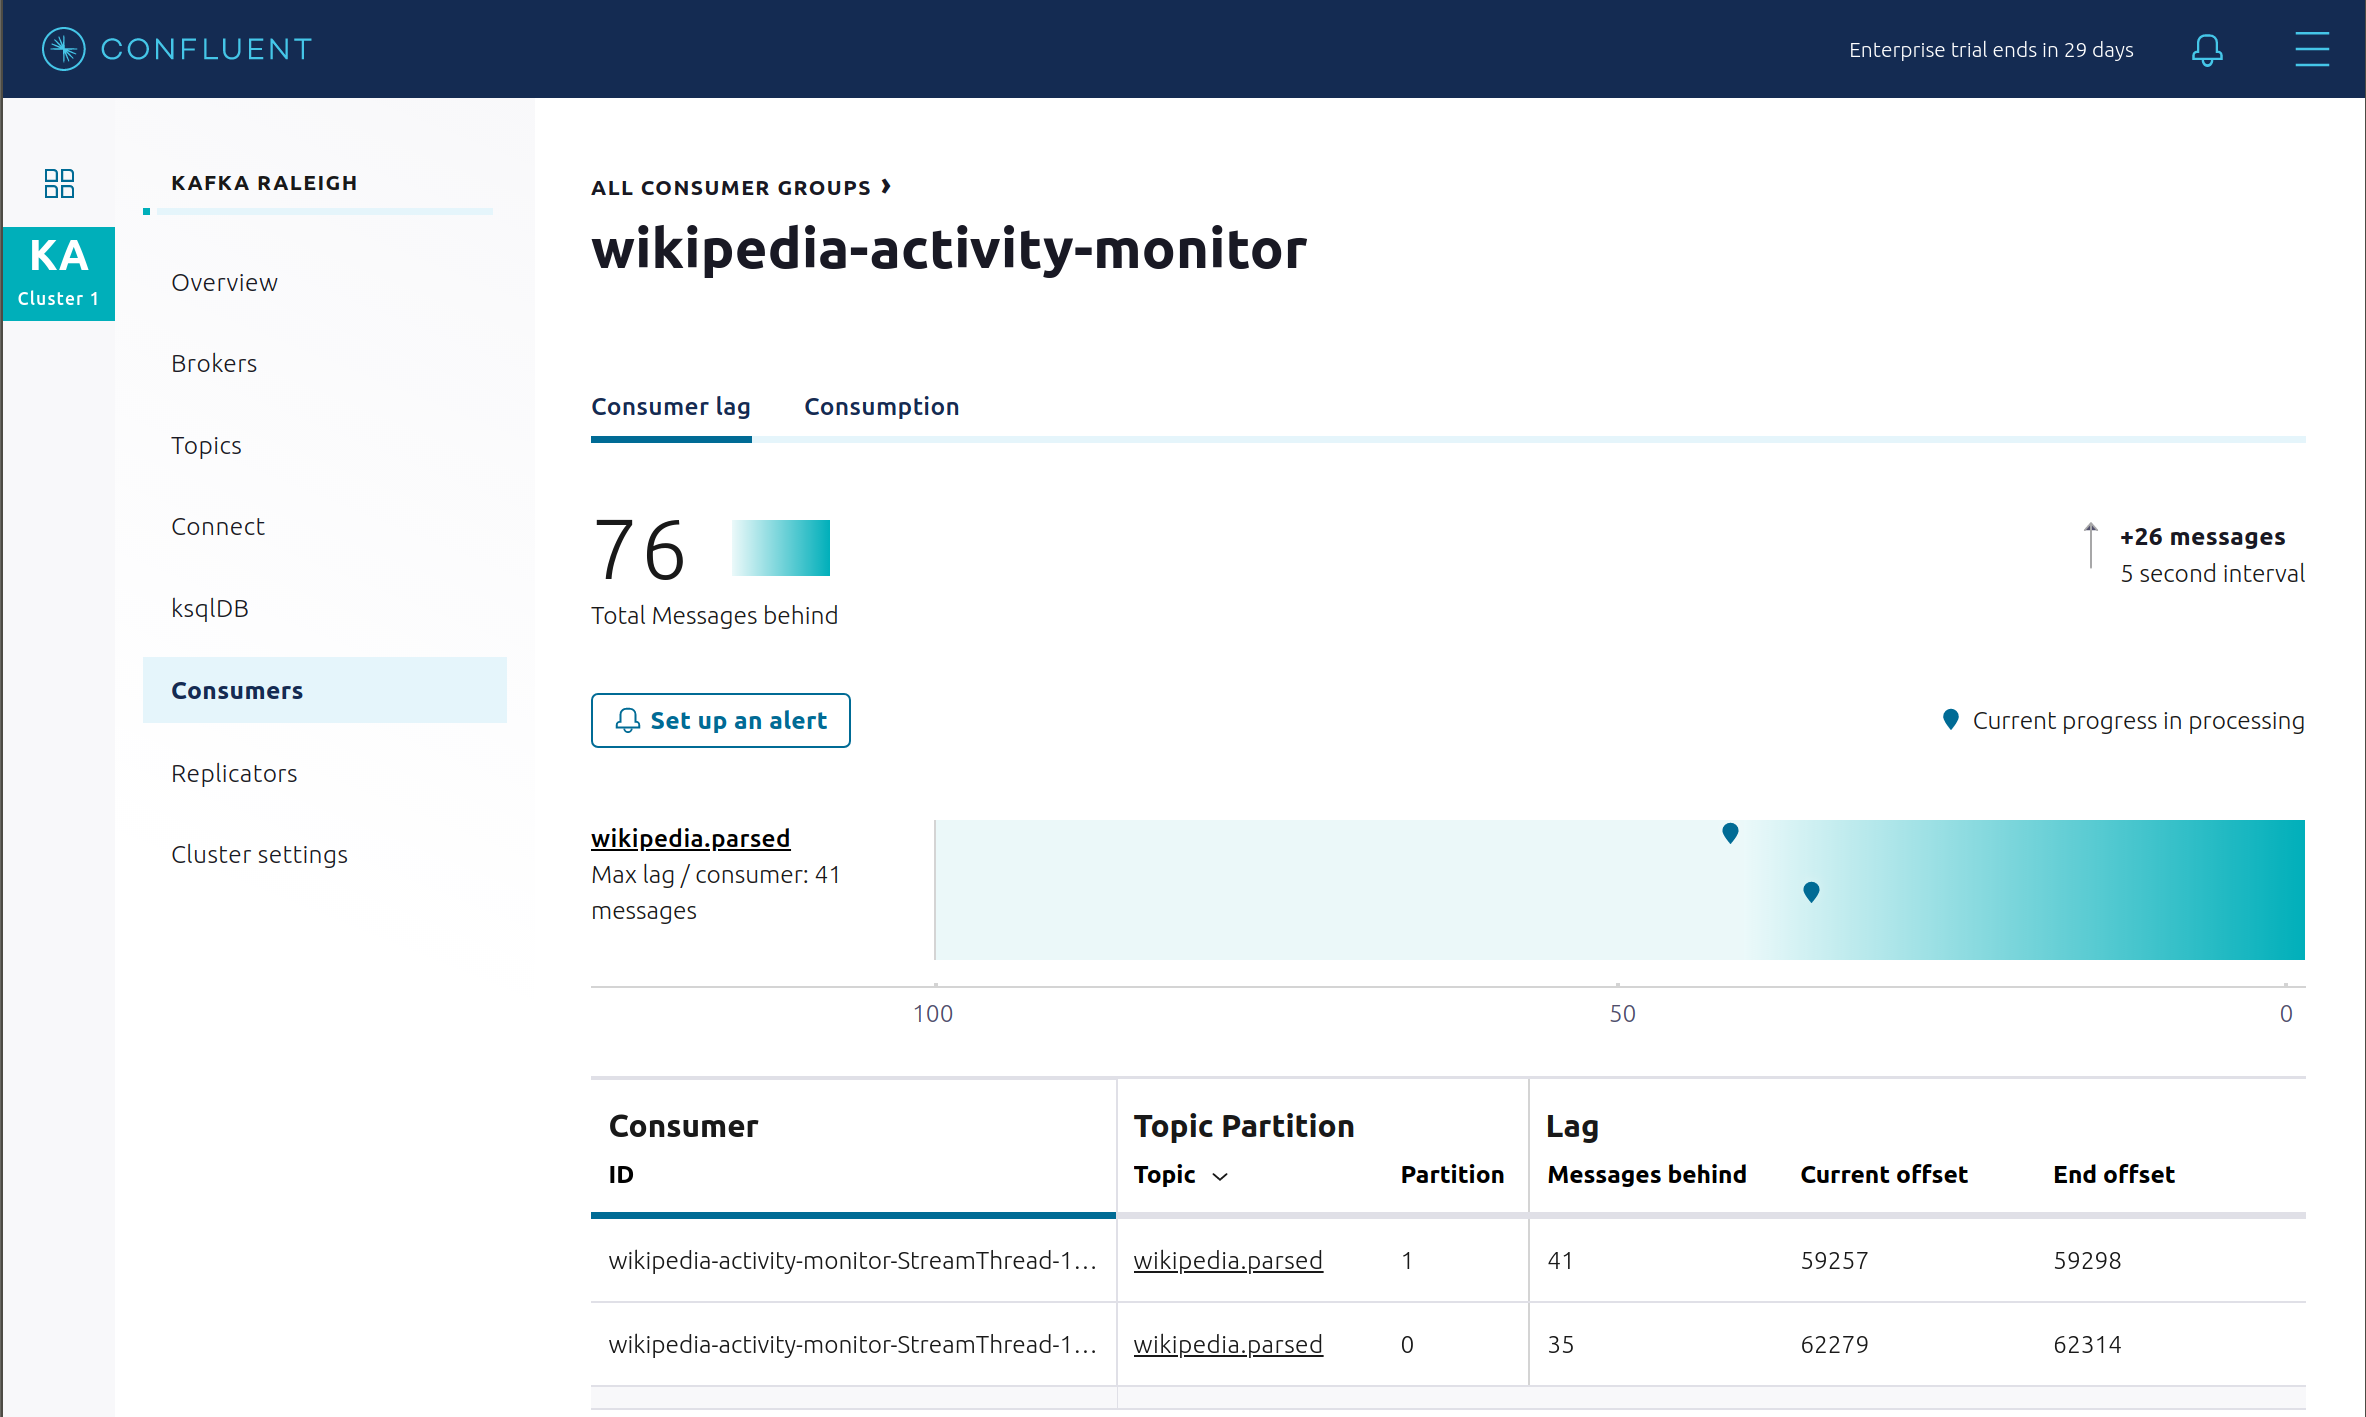 CONFLUENT
Enterprise trial ends in 29 days
KA
Cluster 1
KAFKA RALEIGH
Overview
Brokers
Topics
Connect
ksqlDB
Consumers
Replicators
Cluster settings
ALL CONSUMER GROUPS ›
wikipedia-activity-monitor
Consumer lag Consumption
76
Total Messages behind
+26 messages
5 second interval
Set up an alert
Current progress in processing
wikipedia.parsed
Max lag / consumer: 41
messages
100 50 0
Consumer Topic Partition Lag
ID Topic Partition Messages behind Current offset End offset
wikipedia-activity-monitor-StreamThread-1... wikipedia.parsed 1 41 59257 59298
wikipedia-activity-monitor-StreamThread-1... wikipedia.parsed 0 35 62279 62314